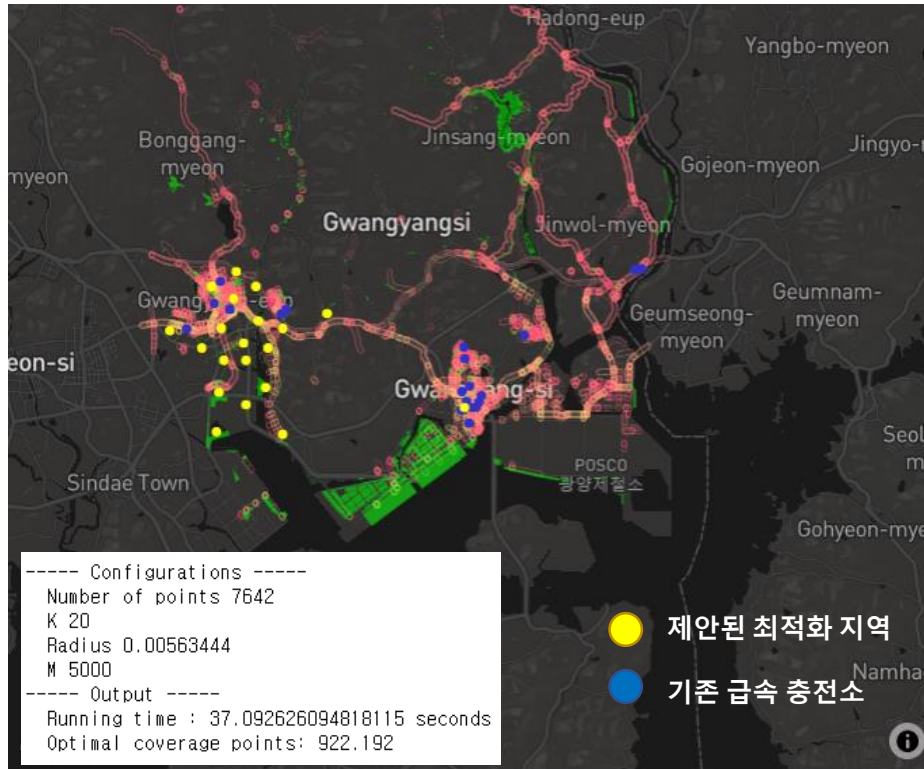 Hadong-eup
Yangbo-myeon
Bonggang-
myeon
Jinsang-myeon
Jingyo-
myeon
Gojeon-myeon
Gwangyangsi
Jinwol-myeon
Geumnam-
myeon
Geumseong-
myeon
eon-si
POSCO
광양제철소
Sindae Town
Gohyeon-mye
Namha
----- Configurations -----
Number of points 7642
K 20
Radius 0.00563444
M 5000
----- Output -----
Running time : 37.092626094818115 seconds
Optimal coverage points: 922.192
제안된 최적화 지역
기존 급속 충전소
i